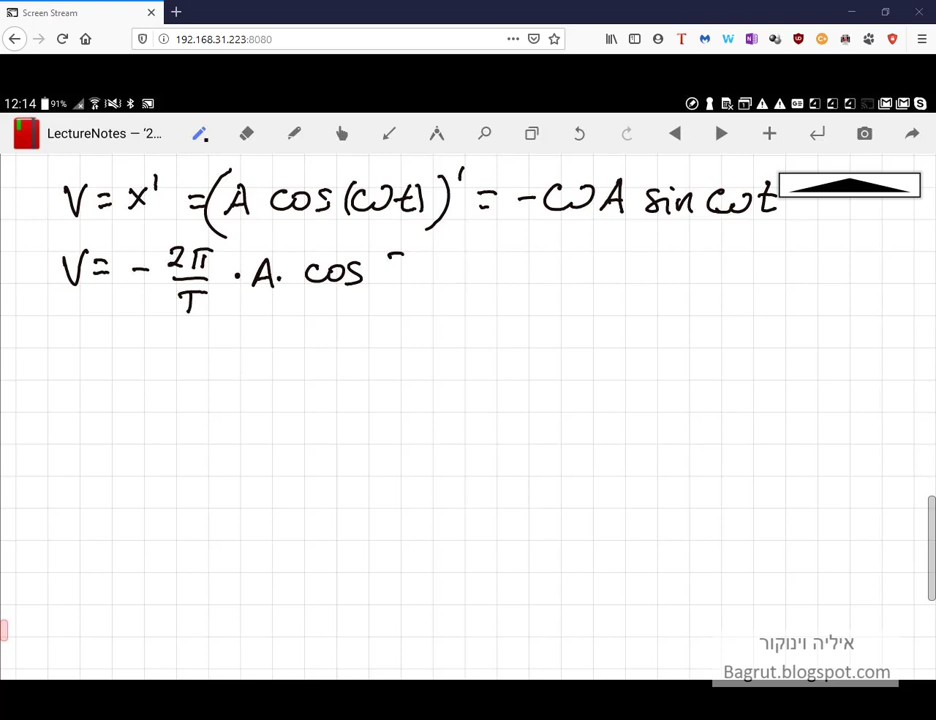 Screen Stream
192.168.31.223:8080
12:14 91%
LectureNotes — ‘2...
V = x' = (A cos(ωt))' = -ωA sin ωt
V = - 2π/T · A · cos
איליה וינוקור
Bagrut.blogspot.com